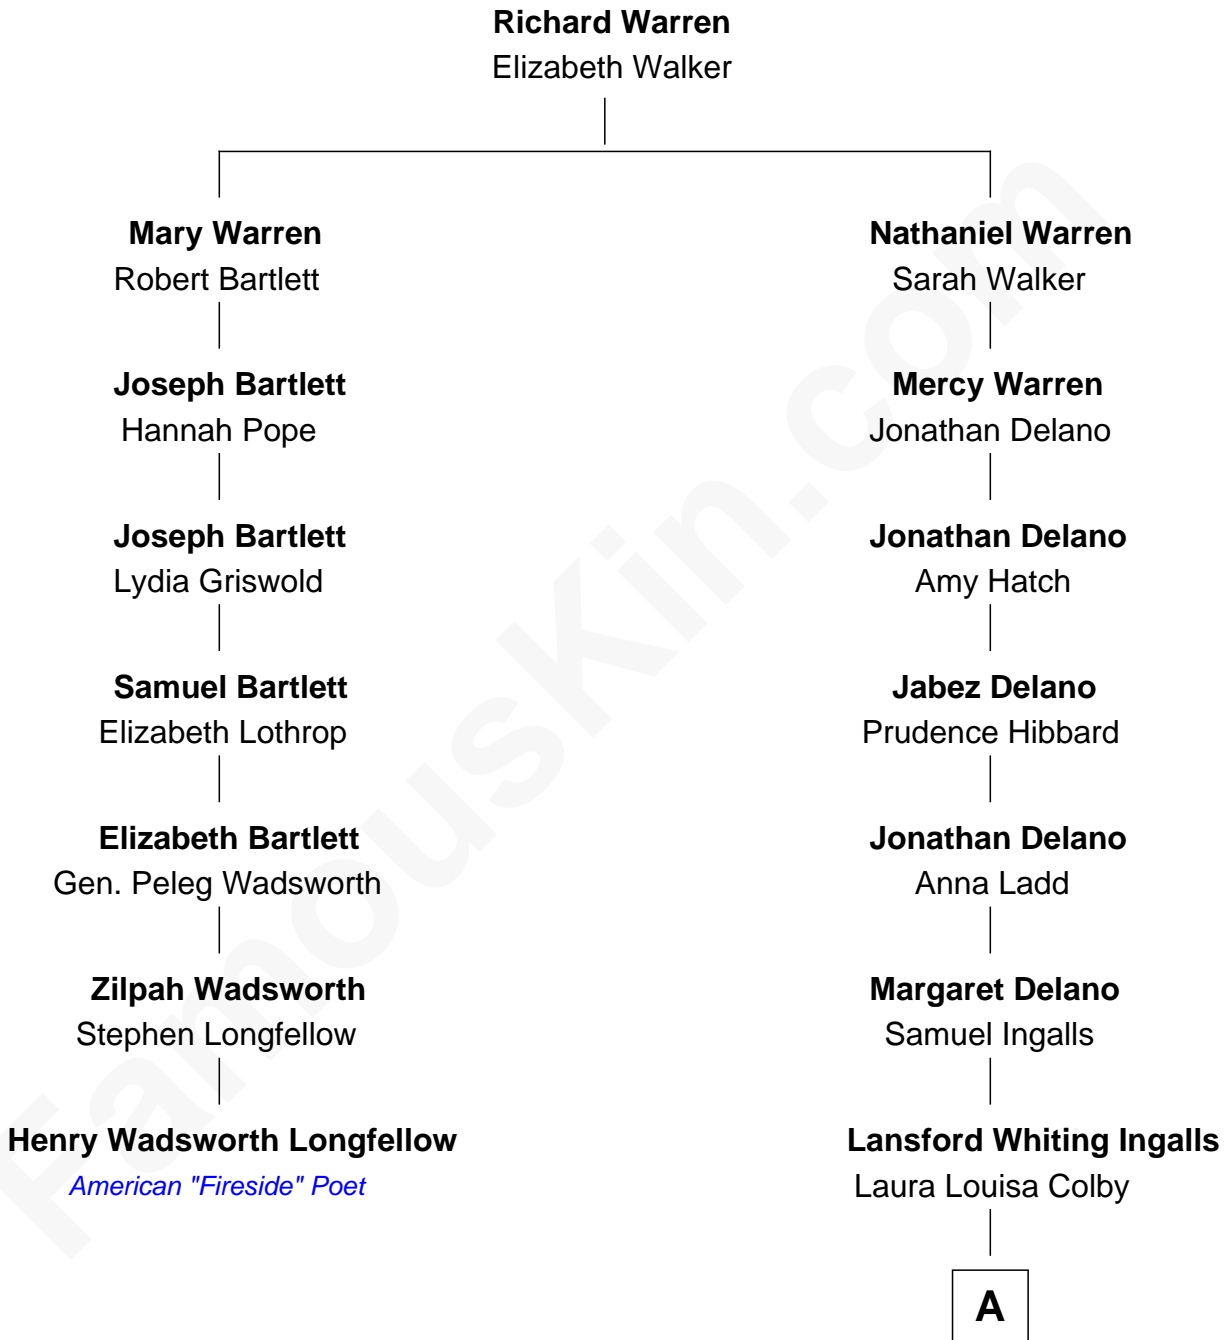 Richard Warren
Elizabeth Walker
Mary Warren
Robert Bartlett
Nathaniel Warren
Sarah Walker
Joseph Bartlett
Hannah Pope
Mercy Warren
Jonathan Delano
Joseph Bartlett
Lydia Griswold
Jonathan Delano
Amy Hatch
Samuel Bartlett
Elizabeth Lothrop
Jabez Delano
Prudence Hibbard
Elizabeth Bartlett
Gen. Peleg Wadsworth
Jonathan Delano
Anna Ladd
Zilpah Wadsworth
Stephen Longfellow
Margaret Delano
Samuel Ingalls
Henry Wadsworth Longfellow
American "Fireside" Poet
Lansford Whiting Ingalls
Laura Louisa Colby
A
FamousKin.com